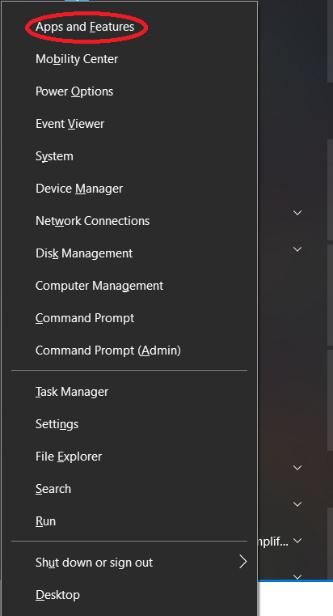 Apps and Features
Mobility Center
Power Options
Event Viewer
System
Device Manager
Network Connections
Disk Management
Computer Management
Command Prompt
Command Prompt (Admin)
Task Manager
Settings
File Explorer
Search
Run
mplif...
Shut down or sign out
Desktop